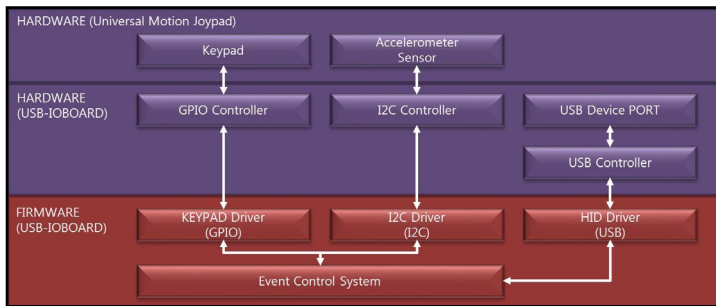 HARDWARE (Universal Motion Joypad)
Keypad
Accelerometer
Sensor
HARDWARE
(USB-IOBOARD)
GPIO Controller
I2C Controller
USB Device PORT
USB Controller
FIRMWARE
(USB-IOBOARD)
KEYPAD Driver
(GPIO)
I2C Driver
(I2C)
HID Driver
(USB)
Event Control System